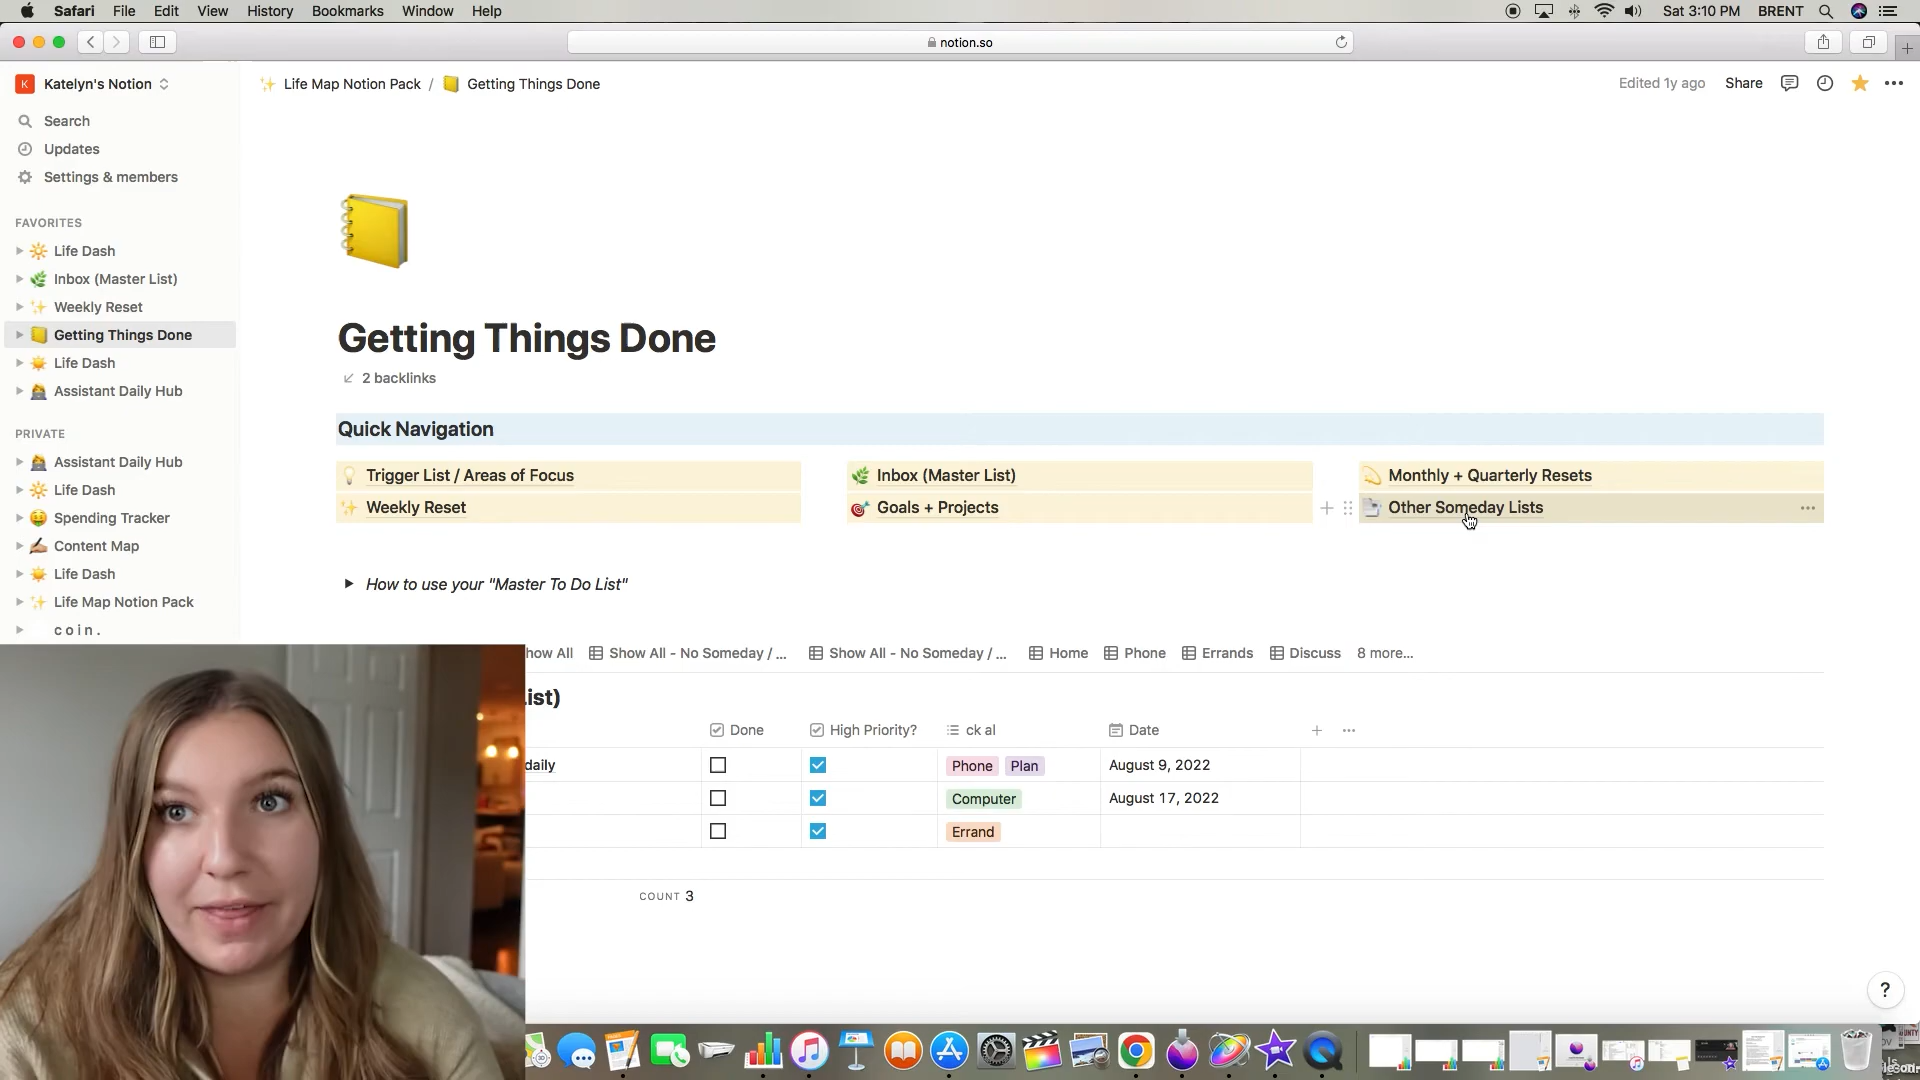 Safari File Edit View History Bookmarks Window Help
Sat 3:10 PM BRENT
notion.so
K Katelyn's Notion
Life Map Notion Pack / Getting Things Done
Edited 1y ago Share
Search
Updates
Settings & members
FAVORITES
Life Dash
Inbox (Master List)
Weekly Reset
Getting Things Done
Life Dash
Assistant Daily Hub
PRIVATE
Assistant Daily Hub
Life Dash
Spending Tracker
Content Map
Life Dash
Life Map Notion Pack
c o i n .
Getting Things Done
2 backlinks
Quick Navigation
Trigger List / Areas of Focus
Inbox (Master List)
Monthly + Quarterly Resets
Weekly Reset
Goals + Projects
Other Someday Lists
How to use your "Master To Do List"
how All Show All - No Someday / ... Show All - No Someday / ... Home Phone Errands Discuss 8 more...
ist)
Done High Priority? ck al Date
daily Phone Plan August 9, 2022
Computer August 17, 2022
Errand
COUNT 3
?